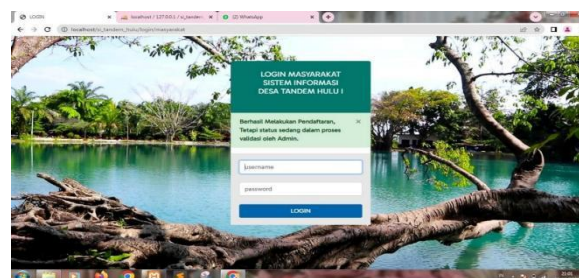 LOGIN
localhost / 127.0.0.1 / si_tandem
WhatsApp
localhost/si_tandem_hulu/login/masyarakat
LOGIN MASYARAKAT
SISTEM INFORMASI
DESA TANDEM HULU I
Berhasil Melakukan Pendaftaran,
Tetapi status sedang dalam proses
validasi oleh Admin.
username
password
LOGIN